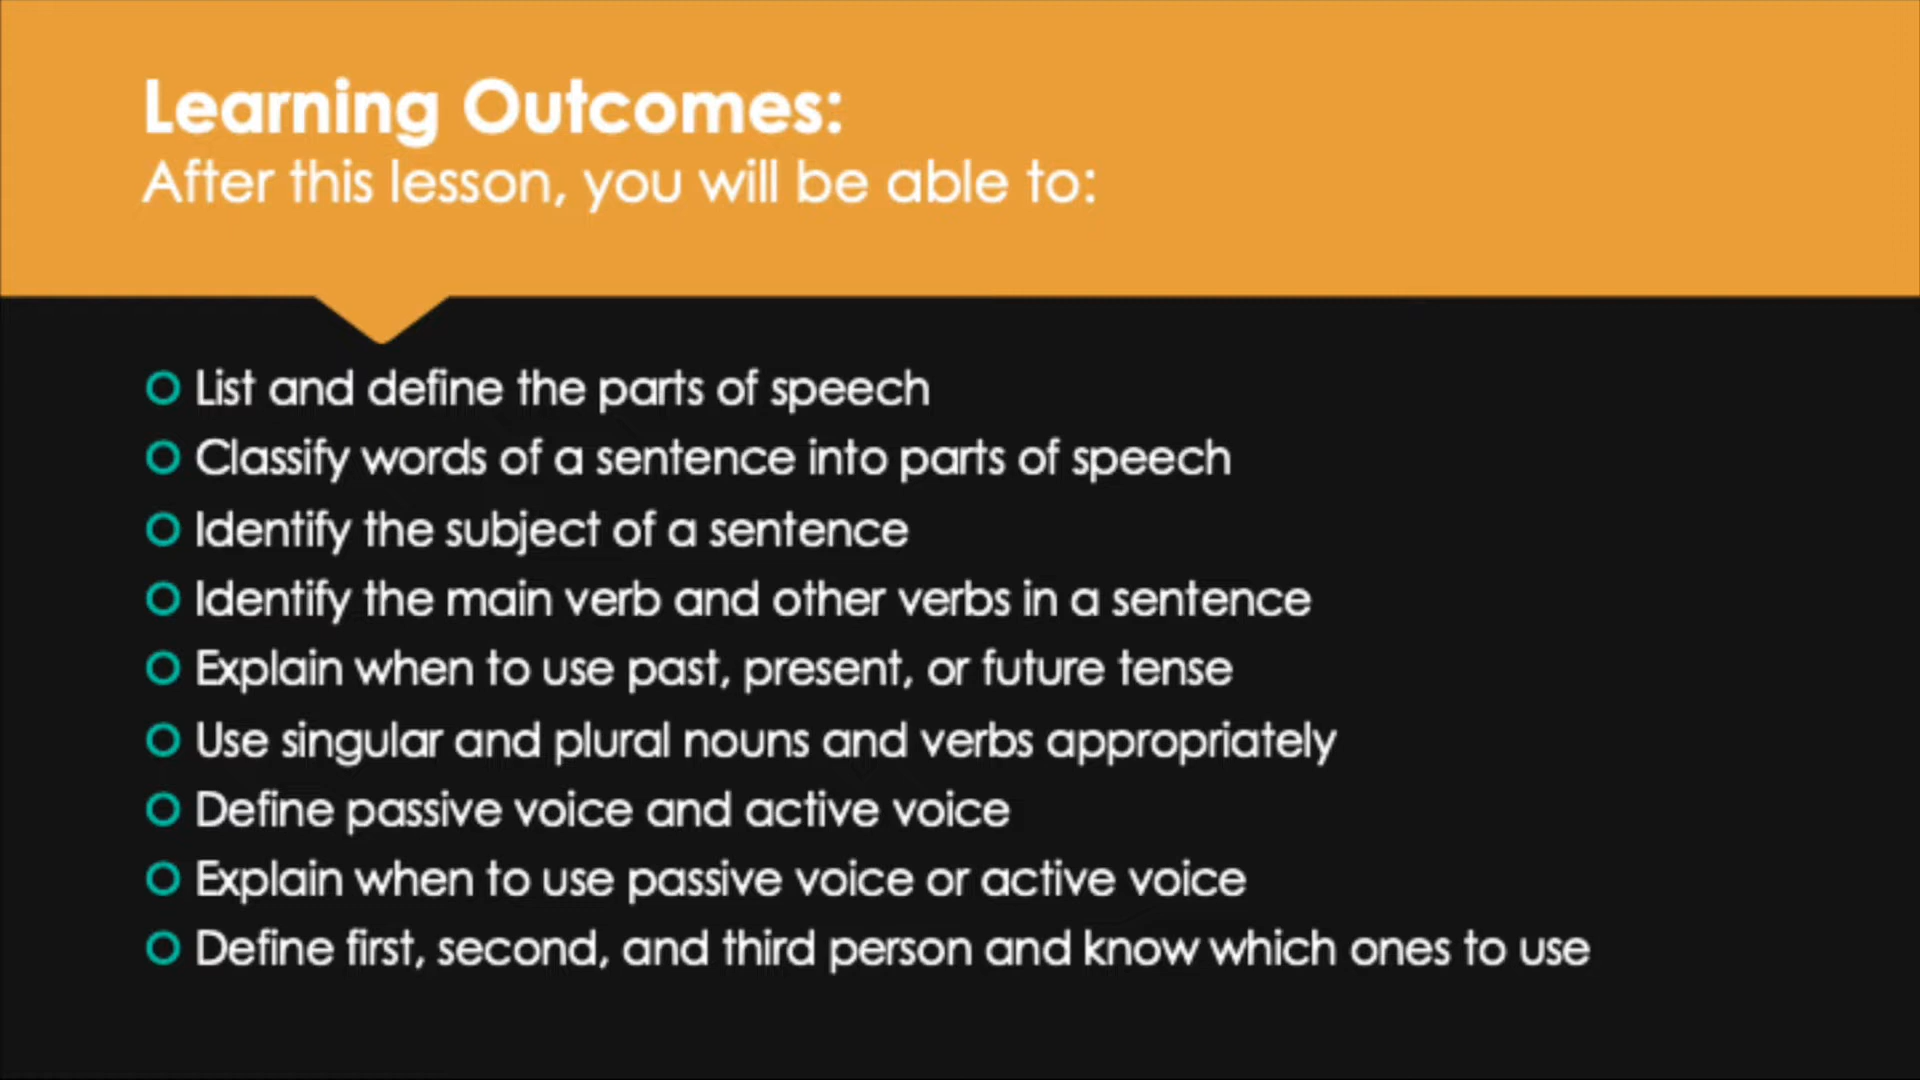 Learning Outcomes:
After this lesson, you will be able to:
List and define the parts of speech
Classify words of a sentence into parts of speech
Identify the subject of a sentence
Identify the main verb and other verbs in a sentence
Explain when to use past, present, or future tense
Use singular and plural nouns and verbs appropriately
Define passive voice and active voice
Explain when to use passive voice or active voice
Define first, second, and third person and know which ones to use